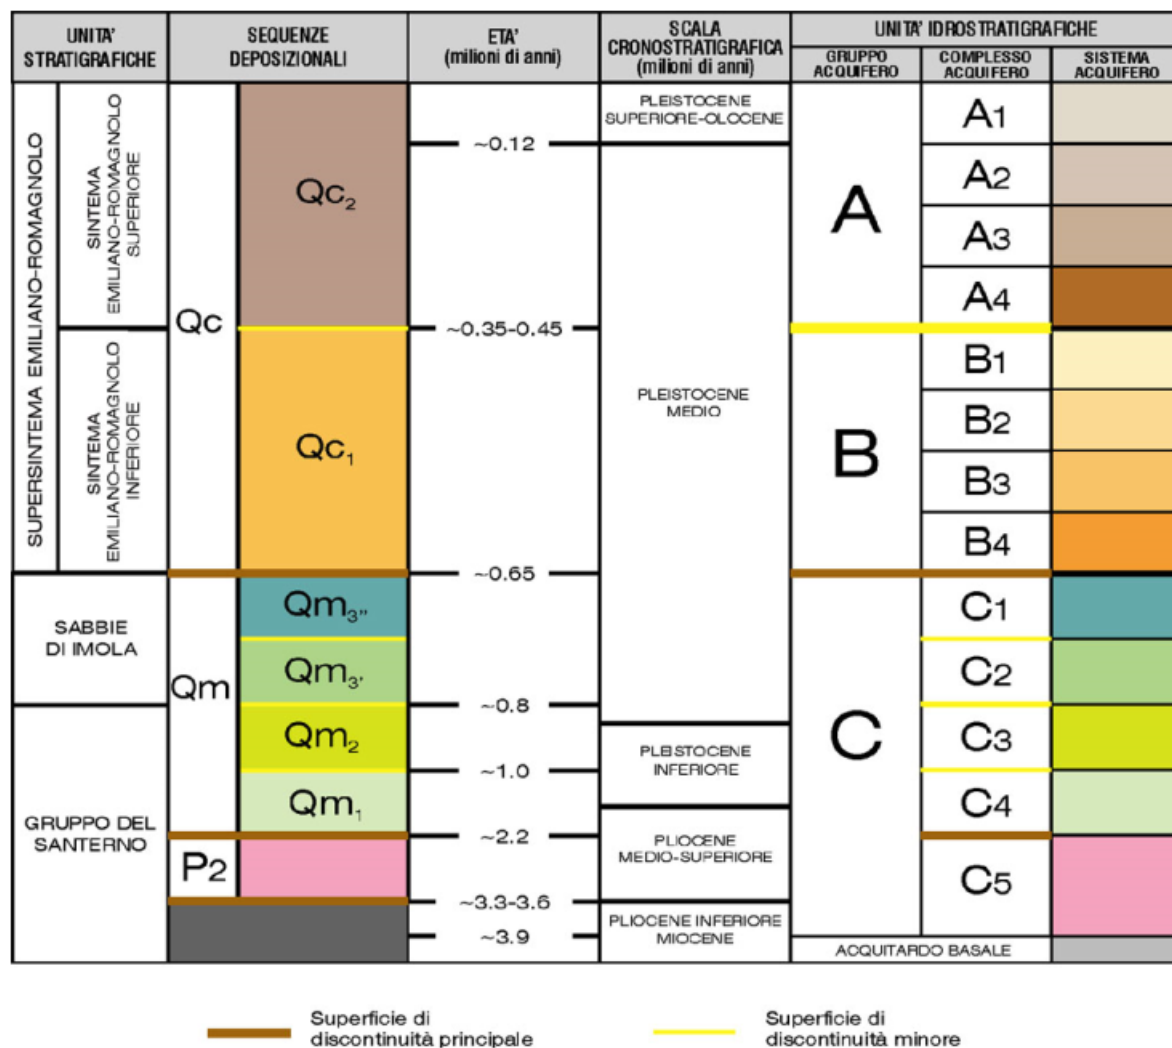 UNITA'
STRATIGRAFICHE
SEQUENZE
DEPOSIZIONALI
ETA'
(milioni di anni)
SCALA
CRONOSTRATIGRAFICA
(milioni di anni)
UNITA' IDROSTRATIGRAFICHE
GRUPPO
ACQUIFERO
COMPLESSO
ACQUIFERO
SISTEMA
ACQUIFERO
SUPERSINTEMA EMILIANO-ROMAGNOLO
SINTEMA
EMILIANO-ROMAGNOLO
SUPERIORE
SINTEMA
EMILIANO-ROMAGNOLO
INFERIORE
SABBIE
DI IMOLA
GRUPPO DEL
SANTERNO
Qc
Qm
P2
Qc2
Qc1
Qm3"
Qm3'
Qm2
Qm1
~0.12
~0.35-0.45
~0.65
~0.8
~1.0
~2.2
~3.3-3.6
~3.9
PLEISTOCENE
SUPERIORE-OLOCENE
PLEISTOCENE
MEDIO
PLEISTOCENE
INFERIORE
PLIOCENE
MEDIO-SUPERIORE
PLIOCENE INFERIORE
MIOCENE
A
B
C
A1
A2
A3
A4
B1
B2
B3
B4
C1
C2
C3
C4
C5
ACQUITARDO BASALE
Superficie di
discontinuità principale
Superficie di
discontinuità minore